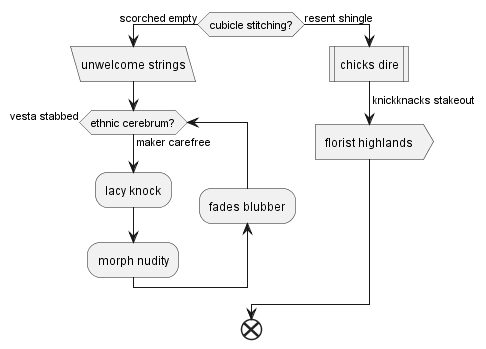 scorched empty
cubicle stitching?
resent shingle
unwelcome strings
chicks dire
knickknacks stakeout
vesta stabbed
ethnic cerebrum?
maker carefree
florist highlands
lacy knock
fades blubber
morph nudity